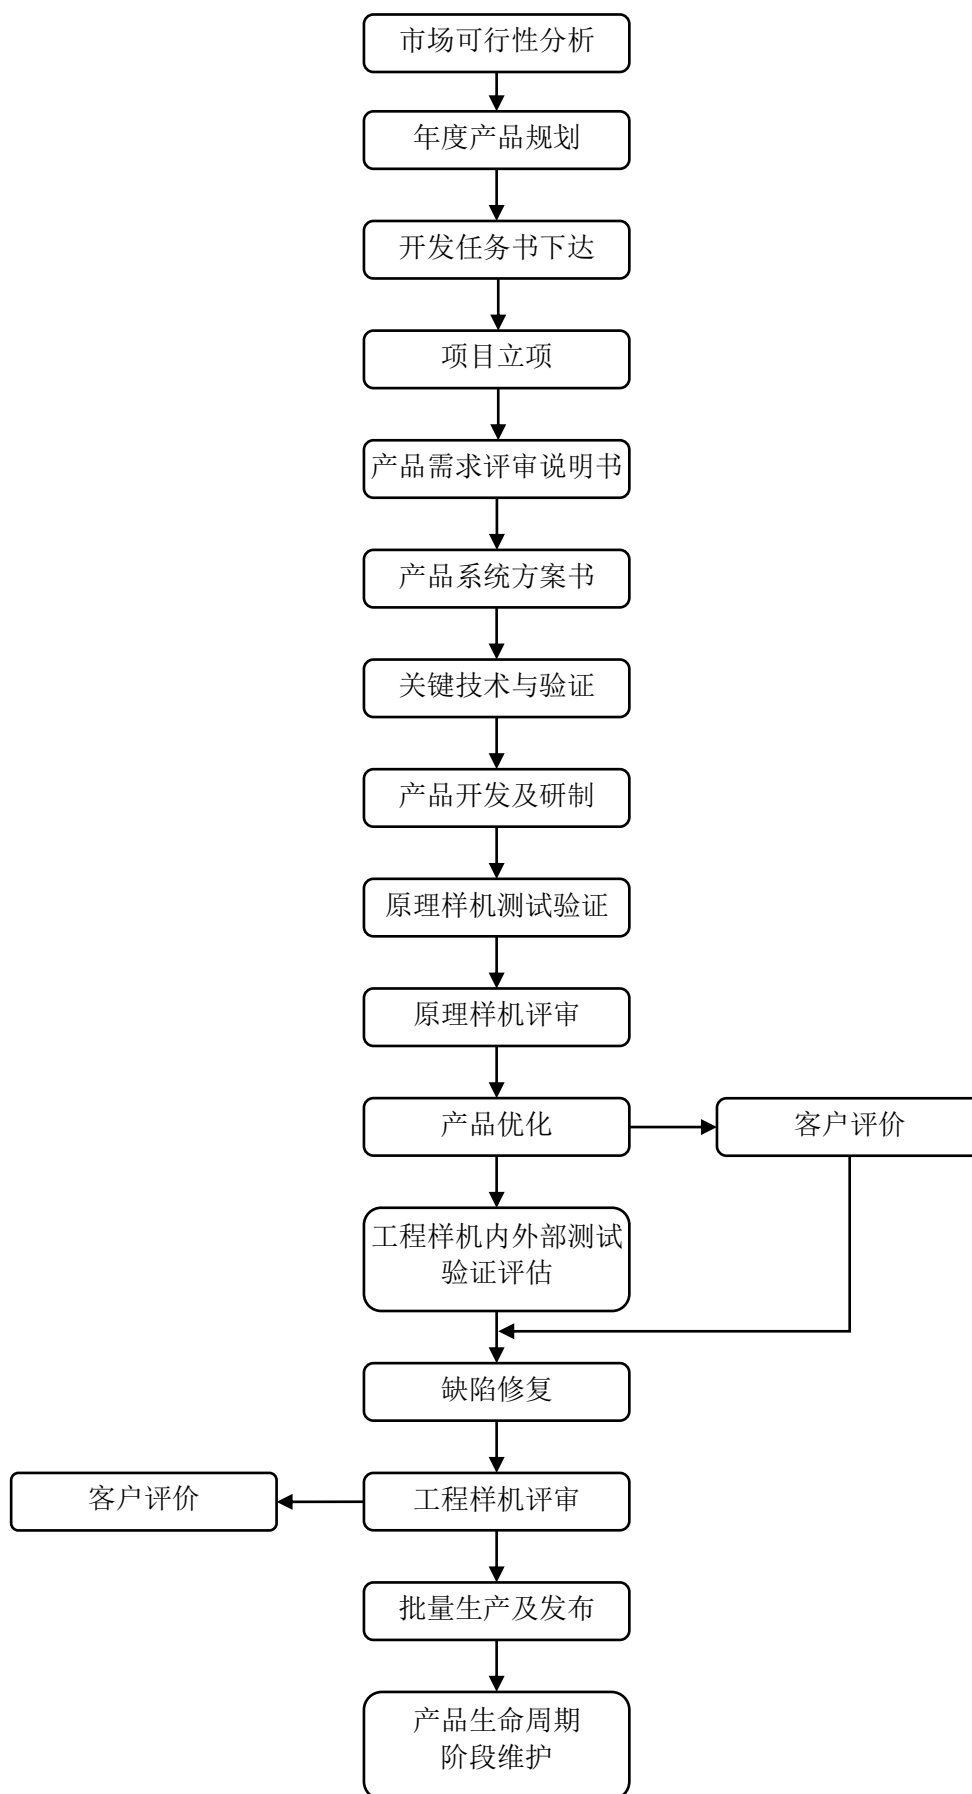 市场可行性分析
年度产品规划
开发任务书下达
项目立项
产品需求评审说明书
产品系统方案书
关键技术与验证
产品开发及研制
原理样机测试验证
原理样机评审
产品优化
客户评价
工程样机内外部测试
验证评估
缺陷修复
客户评价
工程样机评审
批量生产及发布
产品生命周期
阶段维护